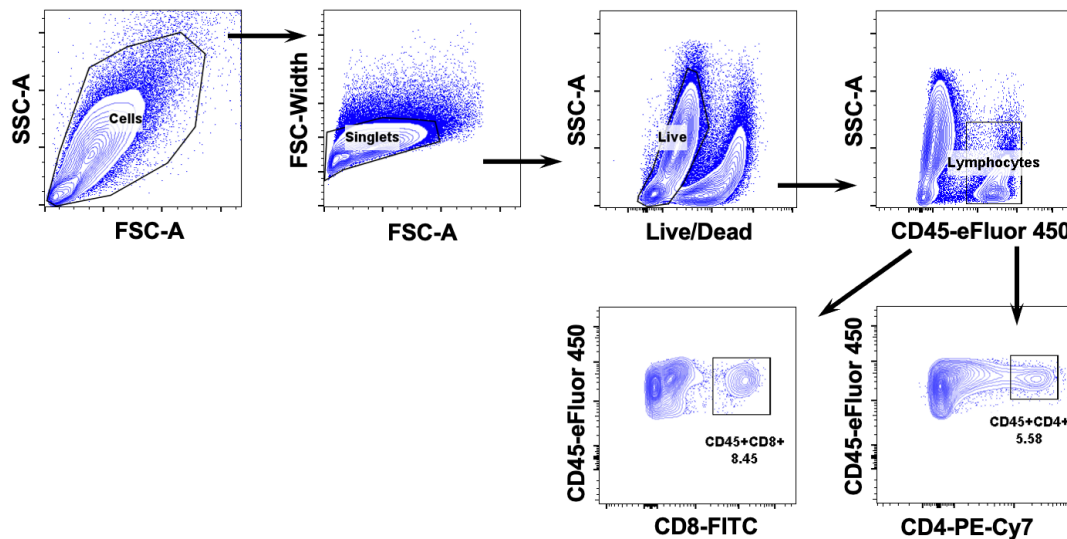 SSC-A
Cells
FSC-A
FSC-Width
Singlets
FSC-A
SSC-A
Live
Live/Dead
SSC-A
Lymphocytes
CD45-eFluor 450
CD45-eFluor 450
CD45+CD8+
8.45
CD8-FITC
CD45-eFluor 450
CD45+CD4+
5.58
CD4-PE-Cy7